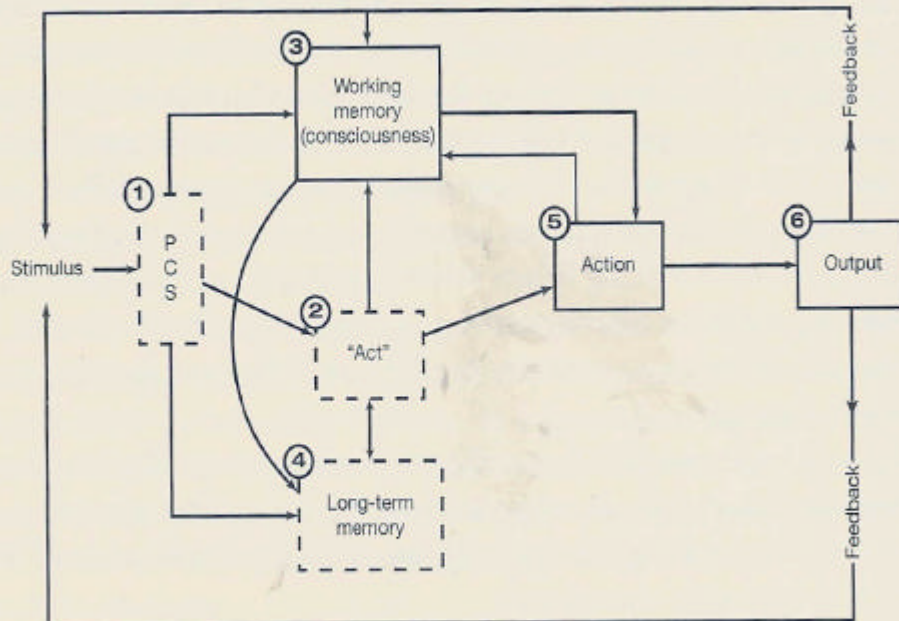 3
Working
memory
(consciousness)
Feedback
1
P
C
S
Stimulus
5
Action
6
Output
2
"Act"
4
Long-term
memory
Feedback